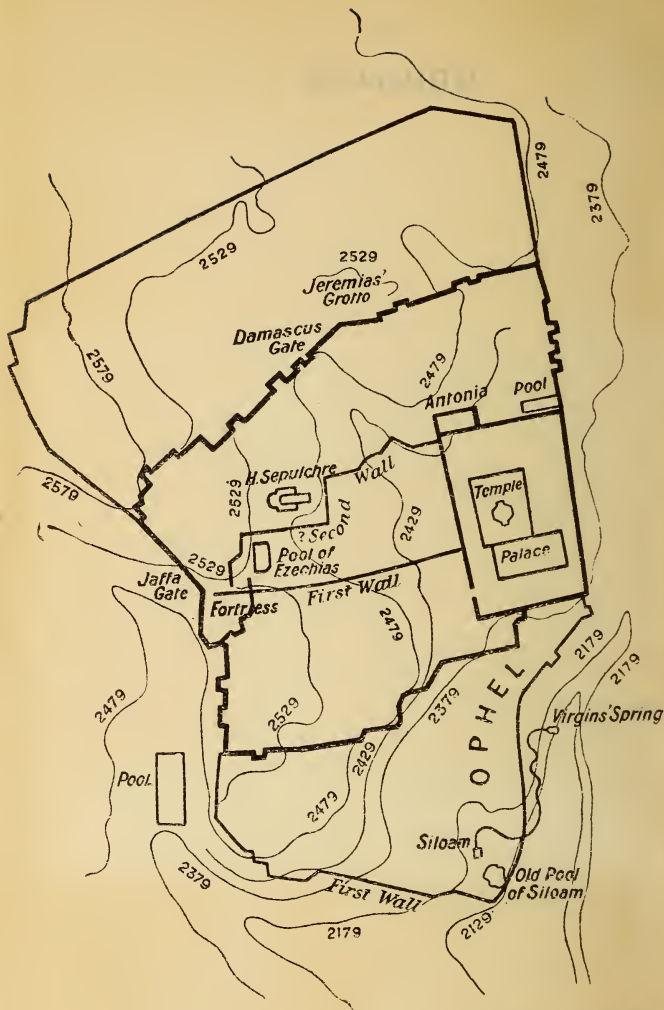 2479
2379
2529
2529
Jeremias'
Grotto
Damascus
Gate
2579
2479
Antonia
Pool
2579
H. Sepulchre
Wall
2529
Temple
? Second
2429
Pool of
Ezechias
Palace
2529
Jaffa
Gate
Fortress
First Wall
2479
2179
2179
2379
OPHEL
2479
2529
Virgins' Spring
2429
Pool
2479
Siloam
2379
Old Pool
of Siloam
First Wall
2179
2129